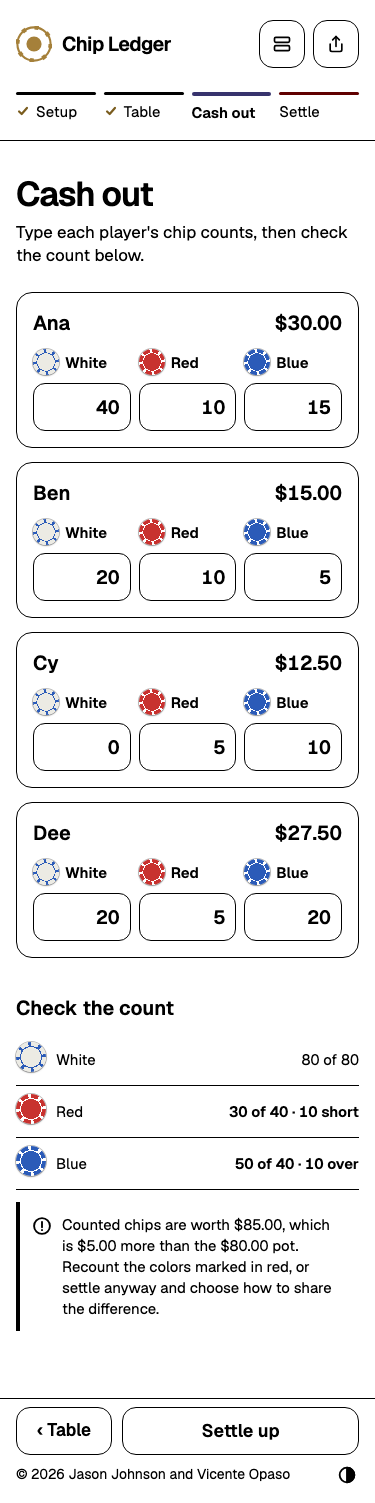 Chip Ledger
Setup
Table
Cash out
Settle
Cash out
Type each player's chip counts, then check
the count below.
Ana $30.00
White Red Blue
40 10 15
Ben $15.00
White Red Blue
20 10 5
Cy $12.50
White Red Blue
0 5 10
Dee $27.50
White Red Blue
20 5 20
Check the count
White 80 of 80
Red 30 of 40 · 10 short
Blue 50 of 40 · 10 over
Counted chips are worth $85.00, which
is $5.00 more than the $80.00 pot.
Recount the colors marked in red, or
settle anyway and choose how to share
the difference.
‹ Table
Settle up
© 2026 Jason Johnson and Vicente Opaso